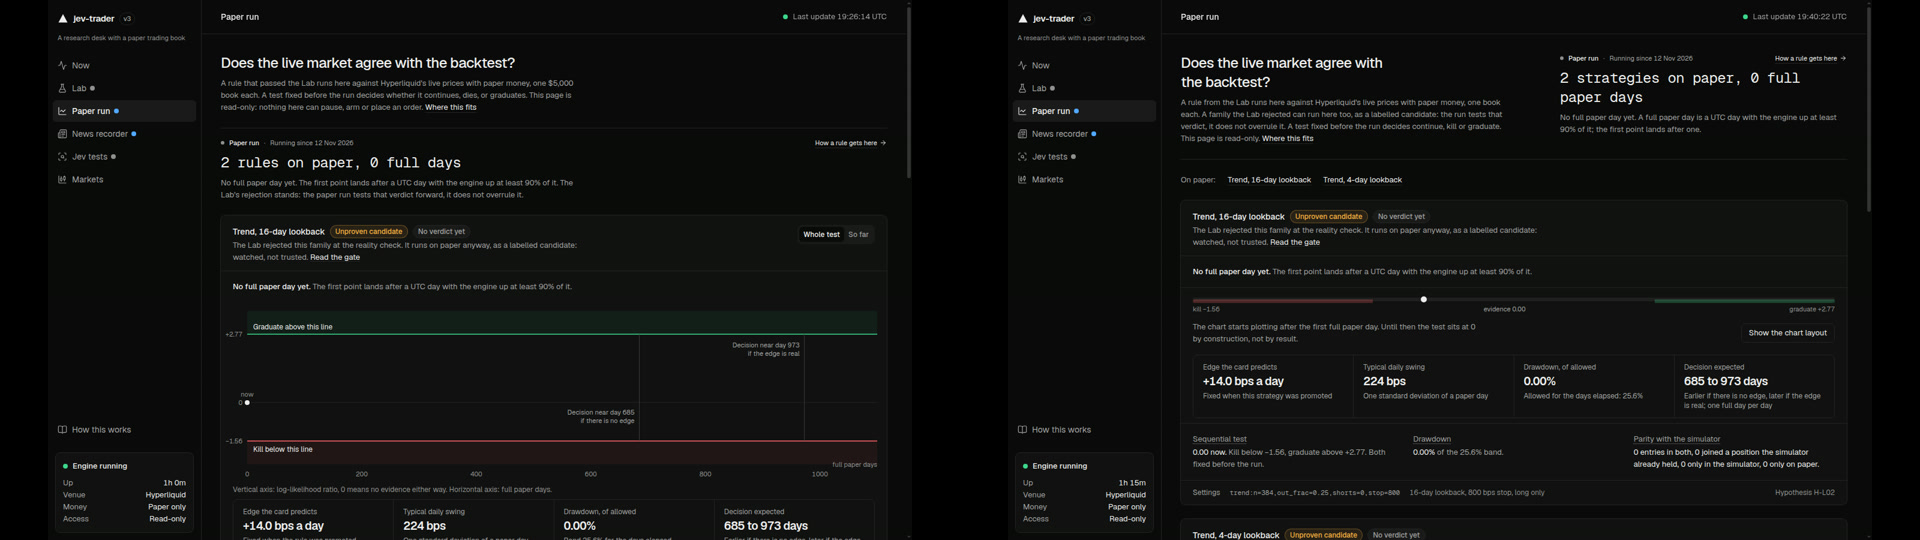 jev-trader v3
A research desk with a paper trading book
Now
Lab
Paper run
News recorder
Jev tests
Markets
How this works
Engine running
Up 1h 0m
Venue Hyperliquid
Money Paper only
Access Read-only
Paper run
Last update 19:26:14 UTC
Does the live market agree with the backtest?
A rule that passed the Lab runs here against Hyperliquid's live prices with paper money, one $5,000
book each. A test fixed before the run decides whether it continues, dies, or graduates. This page is
read-only: nothing here can pause, arm or place an order. Where this fits
Paper run · Running since 12 Nov 2026
How a rule gets here →
2 rules on paper, 0 full days
No full paper day yet. The first point lands after a UTC day with the engine up at least 90% of it. The
Lab's rejection stands: the paper run tests that verdict forward, it does not overrule it.
Trend, 16-day lookback Unproven candidate No verdict yet
Whole test So far
The Lab rejected this family at the reality check. It runs on paper anyway, as a labelled candidate:
watched, not trusted. Read the gate
No full paper day yet. The first point lands after a UTC day with the engine up at least 90% of it.
Graduate above this line
+2.77
Decision near day 973
if the edge is real
now
0
Decision near day 685
if there is no edge
−1.56
Kill below this line
full paper days
0 200 400 600 800 1000
Vertical axis: log-likelihood ratio, 0 means no evidence either way. Horizontal axis: full paper days.
Edge the card predicts
+14.0 bps a day
Typical daily swing
224 bps
Drawdown, of allowed
0.00%
Decision expected
685 to 973 days
jev-trader v3
A research desk with a paper trading book
Now
Lab
Paper run
News recorder
Jev tests
Markets
How this works
Engine running
Up 1h 15m
Venue Hyperliquid
Money Paper only
Access Read-only
Paper run
Last update 19:40:22 UTC
Does the live market agree with
the backtest?
A rule from the Lab runs here against Hyperliquid's live prices with paper money, one book
each. A family the Lab rejected can run here too, as a labelled candidate: the run tests that
verdict, it does not overrule it. A test fixed before the run decides continue, kill or graduate.
This page is read-only. Where this fits
Paper run · Running since 12 Nov 2026
How a rule gets here →
2 strategies on paper, 0 full
paper days
No full paper day yet. A full paper day is a UTC day with the engine up at least
90% of it; the first point lands after one.
On paper: Trend, 16-day lookback Trend, 4-day lookback
Trend, 16-day lookback Unproven candidate No verdict yet
The Lab rejected this family at the reality check. It runs on paper anyway, as a labelled candidate:
watched, not trusted. Read the gate
No full paper day yet. The first point lands after a UTC day with the engine up at least 90% of it.
kill −1.56 evidence 0.00 graduate +2.77
The chart starts plotting after the first full paper day. Until then the test sits at 0
by construction, not by result.
Show the chart layout
Edge the card predicts
+14.0 bps a day
Fixed when this strategy was promoted
Typical daily swing
224 bps
One standard deviation of a paper day
Drawdown, of allowed
0.00%
Allowed for the days elapsed: 25.6%
Decision expected
685 to 973 days
Earlier if there is no edge, later if the edge
is real; one full day per day
Sequential test
0.00 now. Kill below −1.56, graduate above +2.77. Both
fixed before the run.
Drawdown
0.00% of the 25.6% band.
Parity with the simulator
0 entries in both, 0 joined a position the simulator
already held, 0 only in the simulator, 0 only on paper.
Settings trend:n=384,out_frac=0.25,shorts=0,stop=800 16-day lookback, 800 bps stop, long only
Hypothesis H-L02
Trend, 4-day lookback Unproven candidate No verdict yet